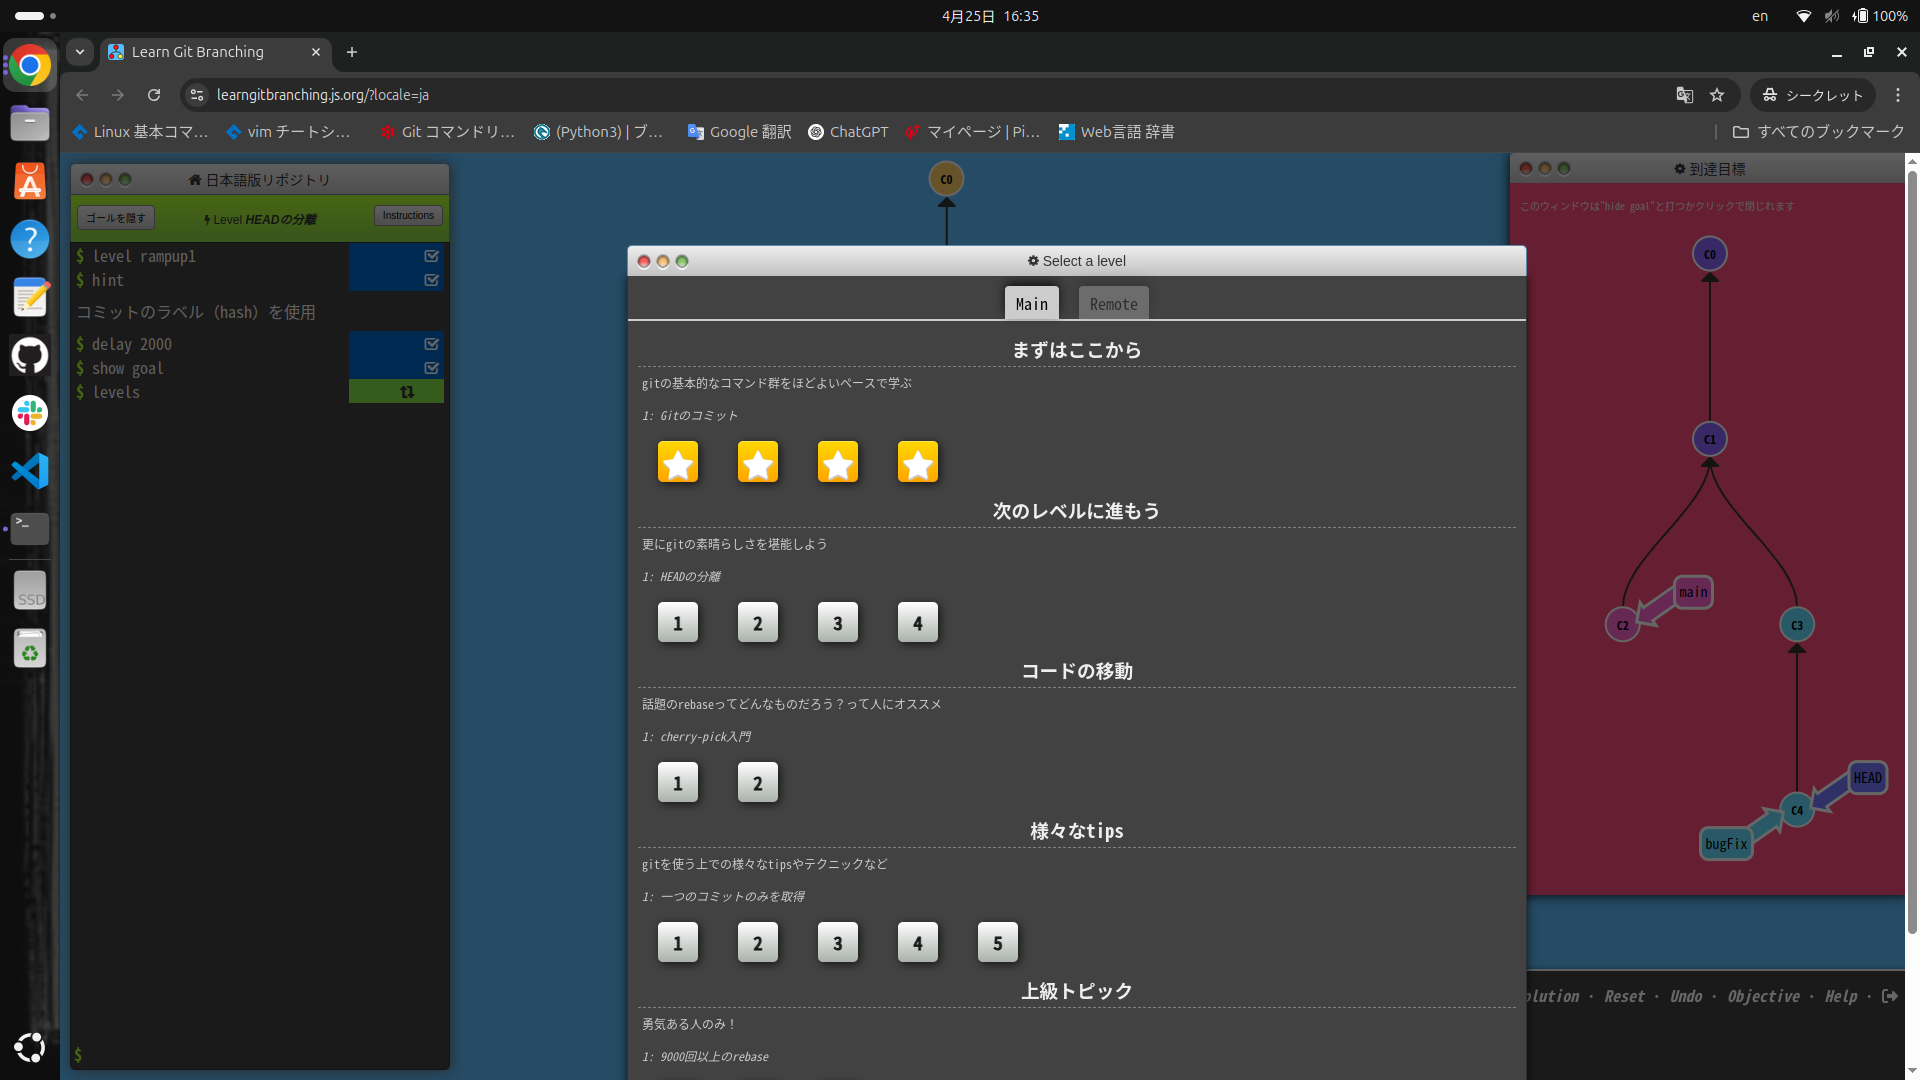 4月25日 16:35
en
100%
Learn Git Branching
learngitbranching.js.org/?locale=ja
シークレット
Linux 基本コマ…
vim チートシ…
Git コマンドリ…
(Python3) | ブ…
Google 翻訳
ChatGPT
マイページ | Pi…
Web言語 辞書
すべてのブックマーク
日本語版リポジトリ
ゴールを隠す
Level HEADの分離
Instructions
$ level rampup1
$ hint
コミットのラベル（hash）を使用
$ delay 2000
$ show goal
$ levels
$
SSD
C0
Select a level
Main
Remote
まずはここから
gitの基本的なコマンド群をほどよいペースで学ぶ
1: Gitのコミット
次のレベルに進もう
更にgitの素晴らしさを堪能しよう
1: HEADの分離
1 2 3 4
コードの移動
話題のrebaseってどんなものだろう？って人にオススメ
1: cherry-pick入門
1 2
様々なtips
gitを使う上での様々なtipsやテクニックなど
1: 一つのコミットのみを取得
1 2 3 4 5
上級トピック
勇気ある人のみ！
1: 9000回以上のrebase
到達目標
このウィンドウは"hide goal"と打つかクリックで閉じれます
C0
C1
main
C2
C3
HEAD
C4
bugFix
olution · Reset · Undo · Objective · Help ·